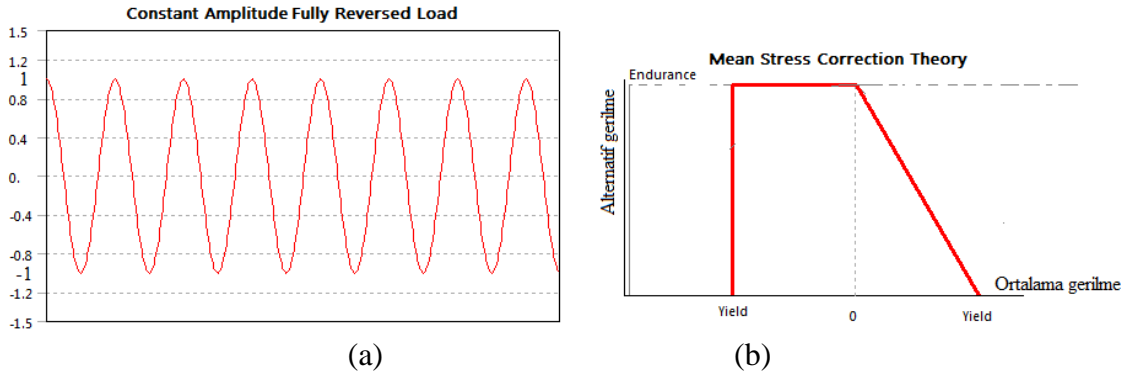 Constant Amplitude Fully Reversed Load
1.5
1.2
1
0.8
0.4
0.
-0.4
-0.8
-1
-1.2
-1.5
(a)
Mean Stress Correction Theory
Endurance
Alternatif gerilme
Ortalama gerilme
Yield
0
Yield
(b)